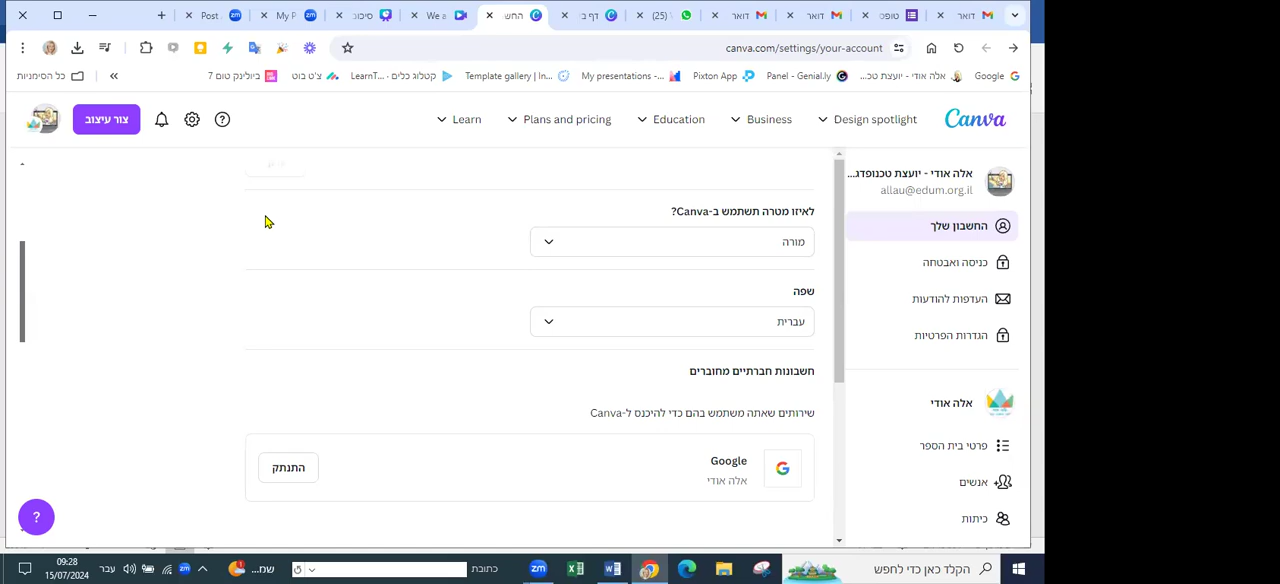 Post
My P
סיכונ
We a
החש
דף בי
(25)
דואר
דואר
טופס
דואר
canva.com/settings/your-account
Google
אלה אודי - יועצת טכנ...
Panel - Genial.ly
Pixton App
My presentations -...
Template gallery | In...
קטלוג כלים - LearnT...
צ'ט בוט
ביולינק טום 7
כל הסימניות
Canva
Design spotlight
Business
Education
Plans and pricing
Learn
צור עיצוב
אלה אודי - יועצת טכנופדג...
allau@edum.org.il
החשבון שלך
כניסה ואבטחה
העדפות להודעות
הגדרות הפרטיות
אלה אודי
פרטי בית הספר
אנשים
כיתות
לאיזו מטרה תשתמש ב-Canva?
מורה
שפה
עברית
חשבונות חברתיים מחוברים
שירותים שאתה משתמש בהם כדי להיכנס ל-Canva
Google
אלה אודי
התנתק
?
הקלד כאן כדי לחפש
כתובת
שמ...
עבר
09:28
15/07/2024